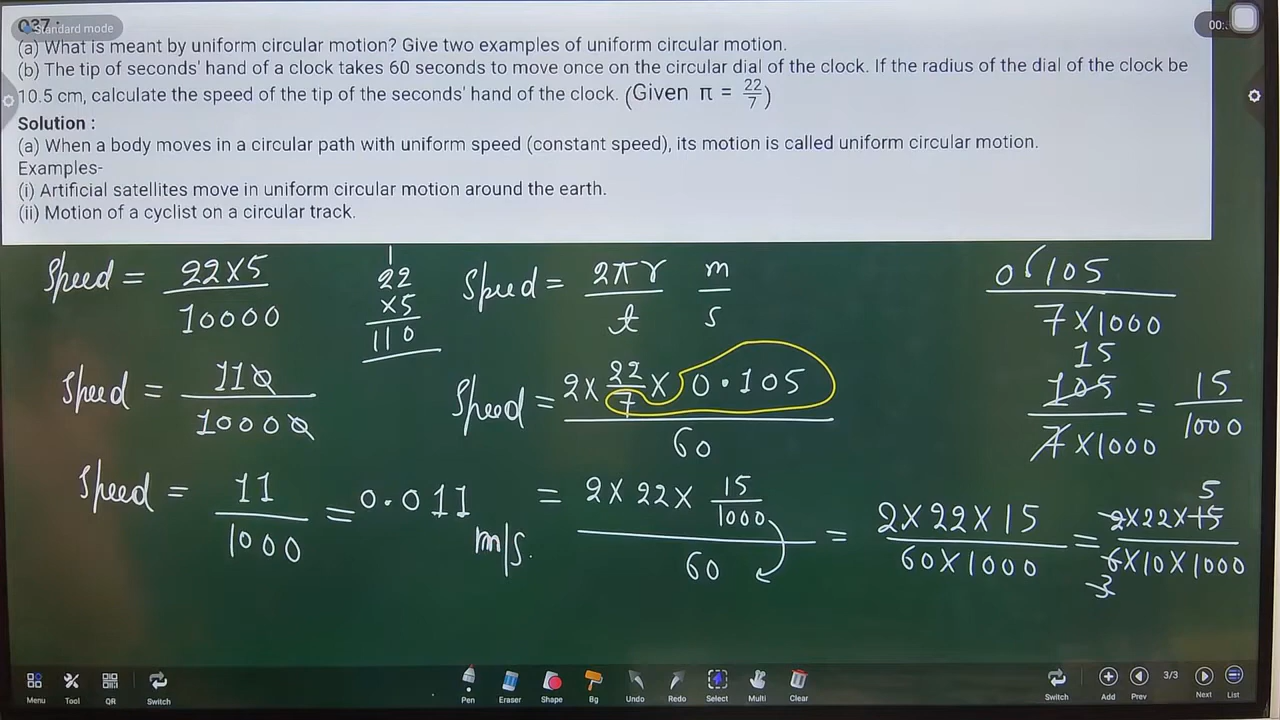 Q37 :
Standard mode
00:
(a) What is meant by uniform circular motion? Give two examples of uniform circular motion.
(b) The tip of seconds' hand of a clock takes 60 seconds to move once on the circular dial of the clock. If the radius of the dial of the clock be
10.5 cm, calculate the speed of the tip of the seconds' hand of the clock. (Given π = 22/7)
Solution :
(a) When a body moves in a circular path with uniform speed (constant speed), its motion is called uniform circular motion.
Examples-
(i) Artificial satellites move in uniform circular motion around the earth.
(ii) Motion of a cyclist on a circular track.
Speed = 22×5
10000
Speed = 110
10000
Speed = 11
1000
= 0.011 m/s.
1
22
×5
110
Speed = 2πr m
t s
Speed = 2 × 22/7 × 0.105
60
= 2 × 22 × 15/1000
60
= 2×22×15
60×1000
= 2×22×15 5
6×10×1000
3
0 105
7×1000
15
105
7×1000
= 15
1000
Menu Tool QR Switch Pen Eraser Shape Bg Undo Redo Select Multi Clear Switch Add Prev 3/3 Next List